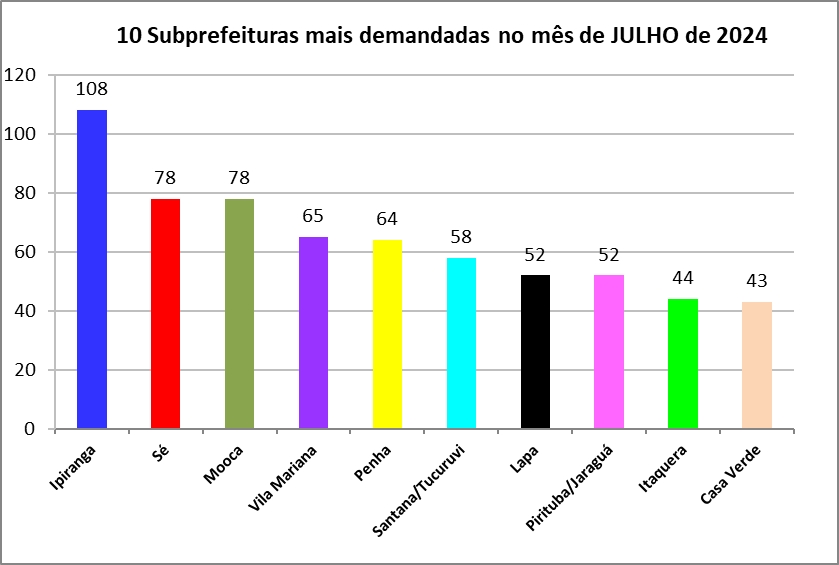 10 Subprefeituras mais demandadas no mês de JULHO de 2024
120
100
80
60
40
20
0
108
78
78
65
64
58
52
52
44
43
Ipiranga
Sé
Mooca
Vila Mariana
Penha
Santana/Tucuruvi
Lapa
Pirituba/Jaraguá
Itaquera
Casa Verde